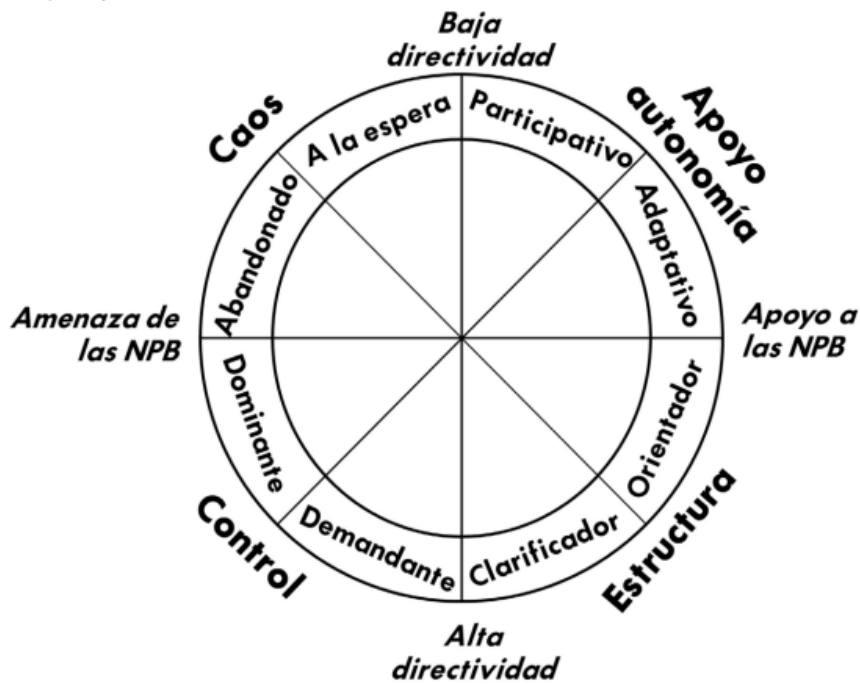 Baja
directividad
Caos
A la espera
Participativo
Apoyo
autonomía
Abandonado
Adaptativo
Amenaza de
las NPB
Apoyo a
las NPB
Dominante
Orientador
Control
Demandante
Clarificador
Estructura
Alta
directividad